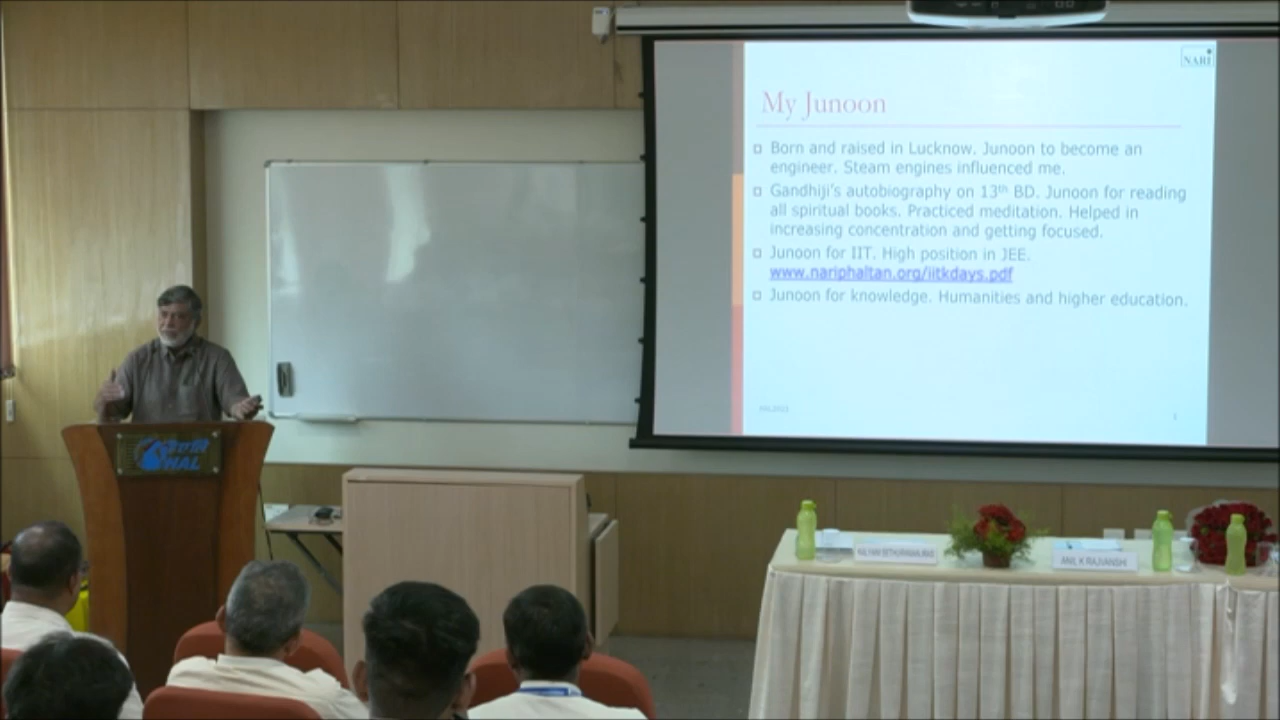 NARI
My Junoon
Born and raised in Lucknow. Junoon to become an
engineer. Steam engines influenced me.
Gandhiji's autobiography on 13th BD. Junoon for reading
all spiritual books. Practiced meditation. Helped in
increasing concentration and getting focused.
Junoon for IIT. High position in JEE.
www.nariphaltan.org/iitkdays.pdf
Junoon for knowledge. Humanities and higher education.
HAL
ANIL K RAJVANSHI